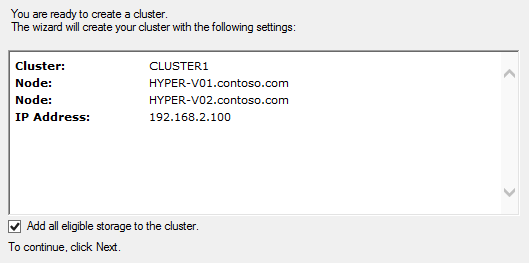 You are ready to create a cluster.
The wizard will create your cluster with the following settings:
Cluster: CLUSTER1
Node: HYPER-V01.contoso.com
Node: HYPER-V02.contoso.com
IP Address: 192.168.2.100
Add all eligible storage to the cluster.
To continue, click Next.